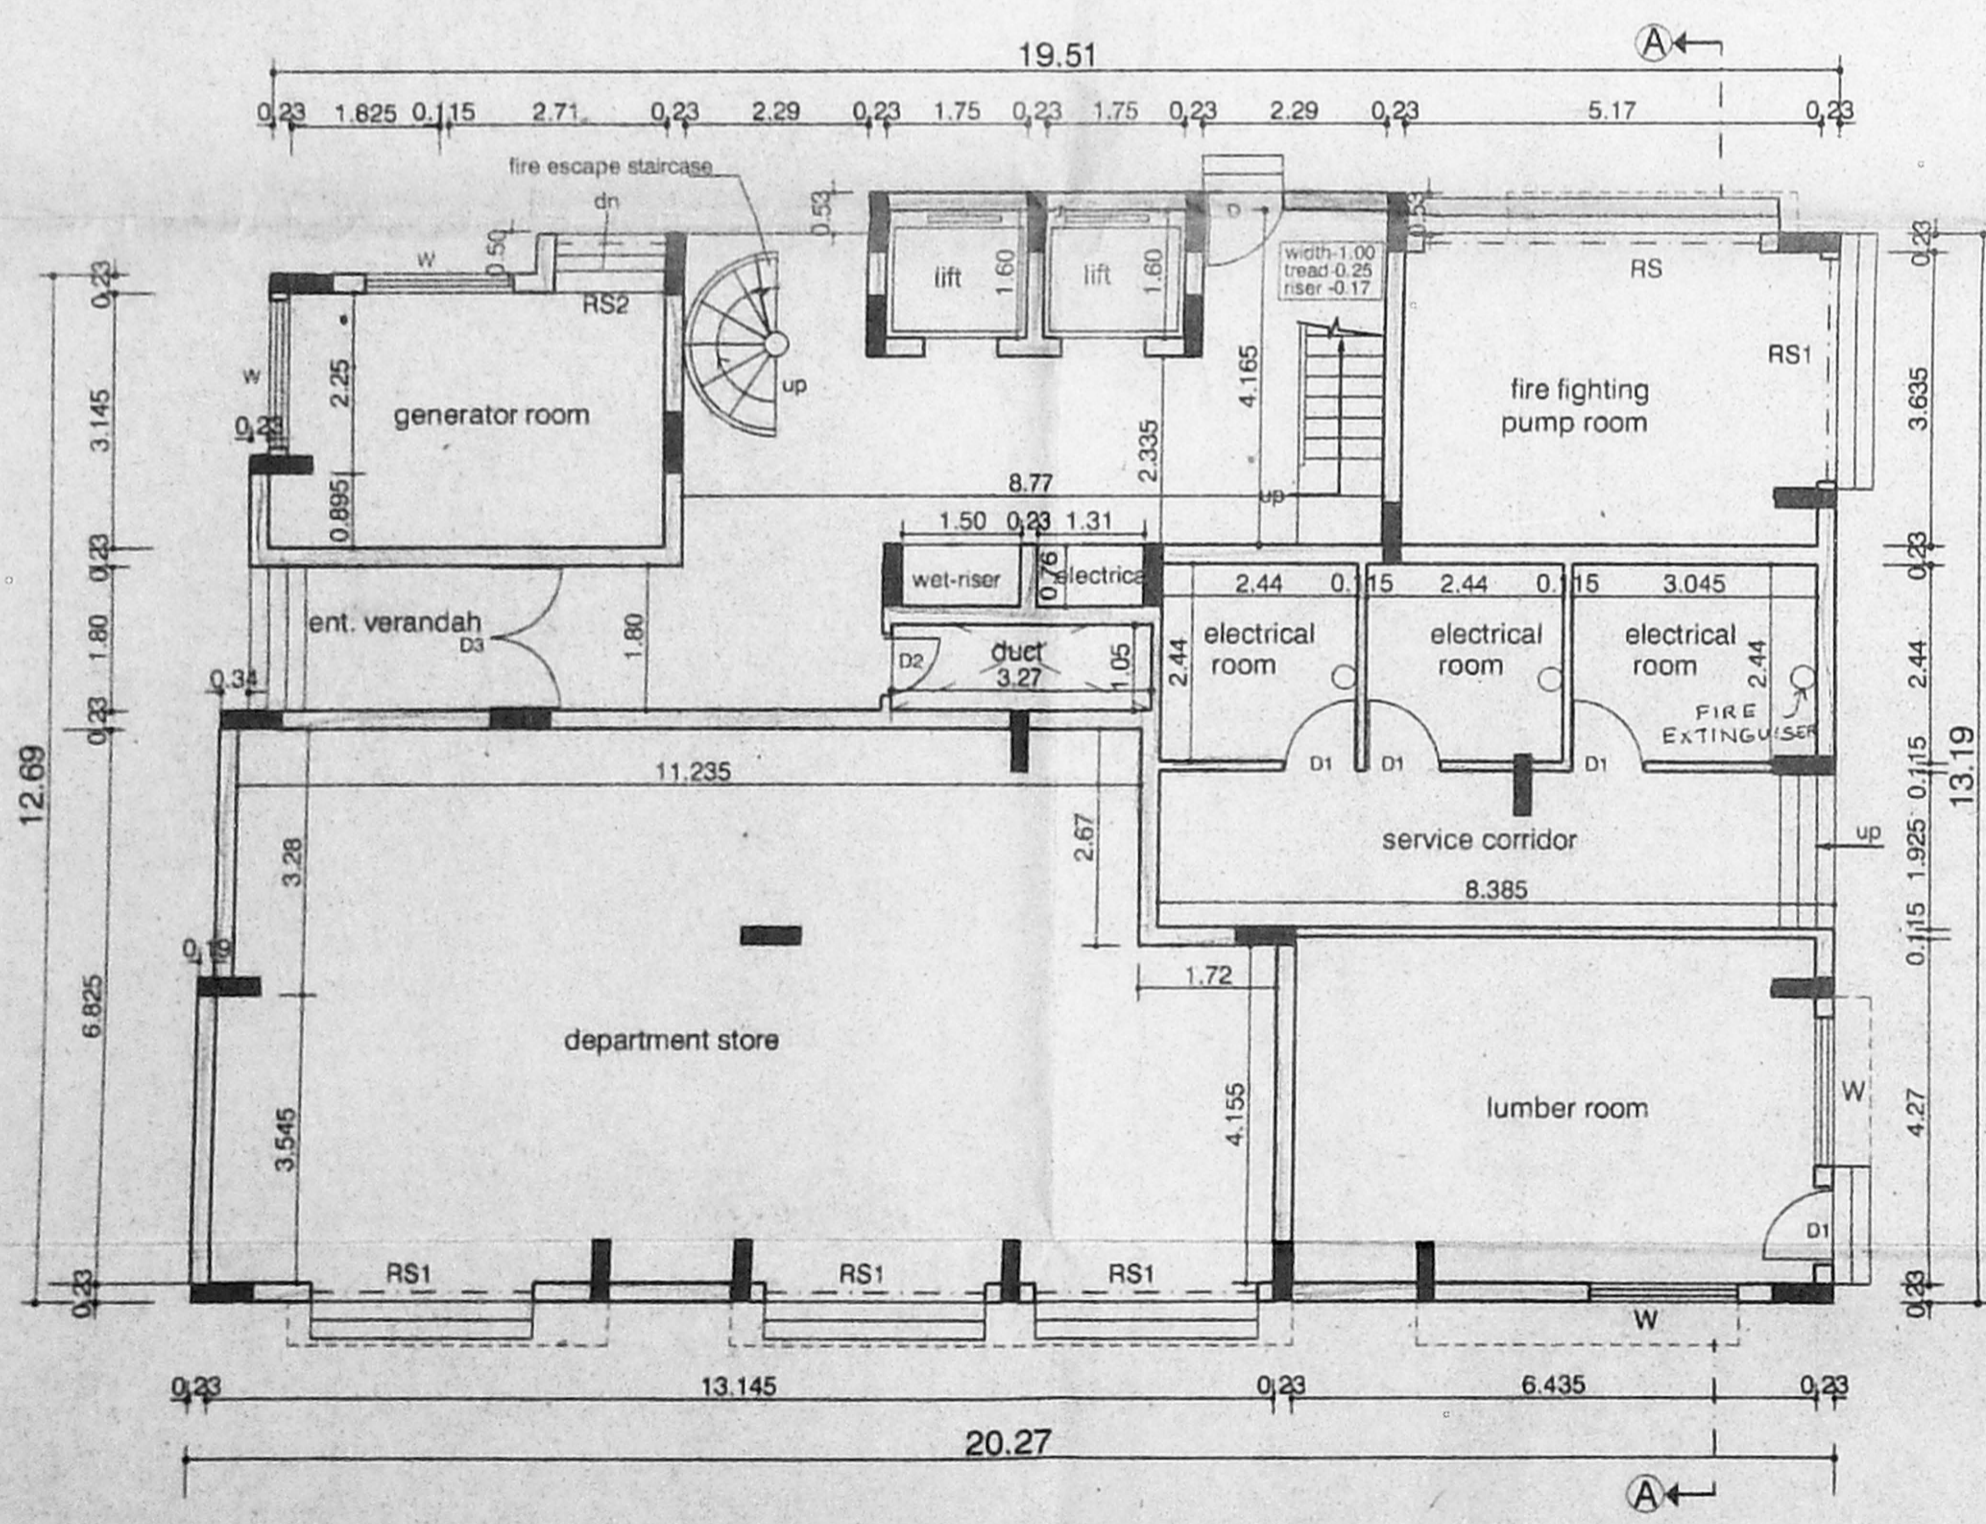 A
19.51
0.23 1.825 0.115 2.71 0.23 2.29 0.23 1.75 0.23 1.75 0.23 2.29 0.23 5.17 0.23
fire escape staircase
dn
0.53
0.53
W
0.50
RS2
lift
1.60
lift
1.60
D
width-1.00
tread-0.25
riser -0.17
RS
RS1
0.23
0.23
3.145
W
2.25
0.23
generator room
0.895
up
4.165
2.335
fire fighting
pump room
3.635
8.77
up
1.50 0.23 1.31
0.23
0.23
wet-riser
0.76
electrical
2.44 0.115 2.44 0.115 3.045
ent. verandah
D3
1.80
1.80
D2
duct
3.27
1.05
2.44
electrical
room
electrical
room
electrical
room
2.44
2.44
FIRE
EXTINGUISER
0.34
0.23
D1
D1
D1
0.115
12.69
13.19
11.235
3.28
2.67
service corridor
up
1.925
8.385
0.115
1.72
6.825
department store
3.545
4.155
lumber room
W
4.27
D1
RS1
RS1
RS1
0.23
0.23
W
0.23 13.145 0.23 6.435 0.23
20.27
A